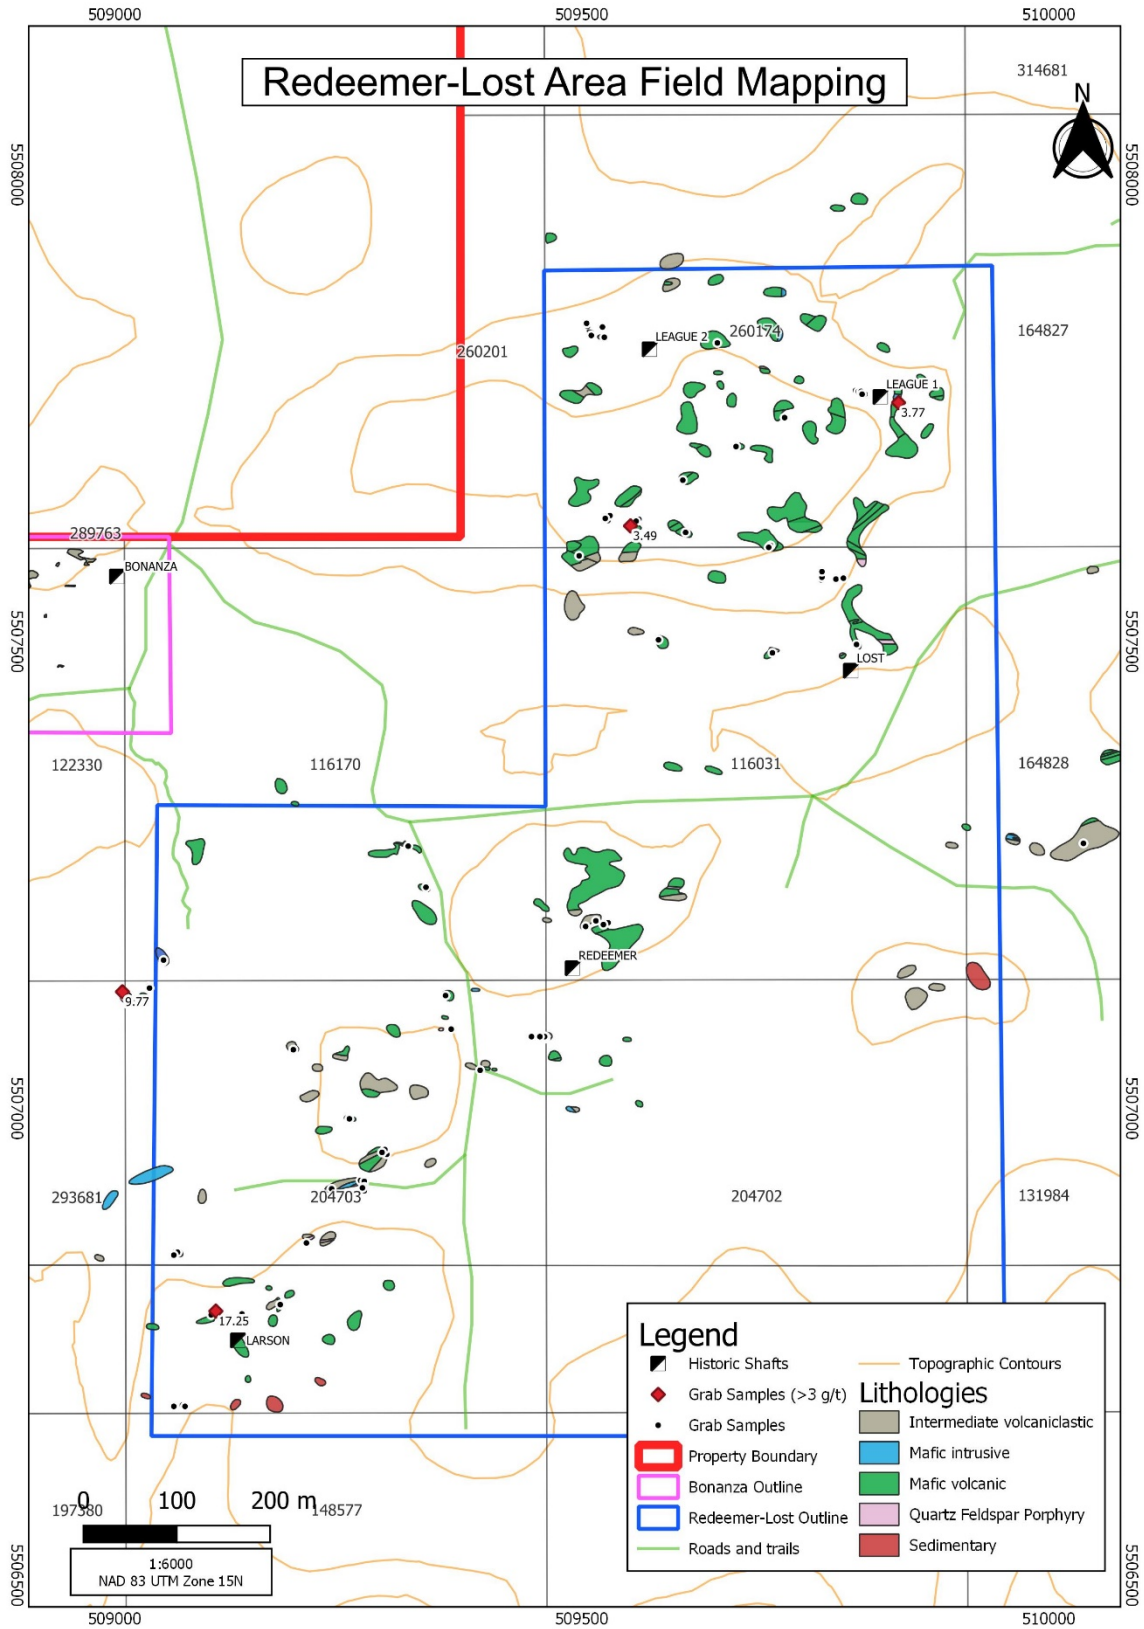 509000 509500 510000
Redeemer-Lost Area Field Mapping
314681
N
5508000 5508000
LEAGUE 2 260174
260201
164827
LEAGUE 1
3.77
3.49
289763
BONANZA
5507500 5507500
LOST
122330 116170 116031 164828
REDEEMER
9.77
5507000 5507000
293681 204703 204702 131984
17.25
LARSON
Legend
Historic Shafts
Grab Samples (>3 g/t)
Grab Samples
Property Boundary
Bonanza Outline
Redeemer-Lost Outline
Roads and trails
Topographic Contours
Lithologies
Intermediate volcaniclastic
Mafic intrusive
Mafic volcanic
Quartz Feldspar Porphyry
Sedimentary
0 100 200 m
197380 148577
1:6000
NAD 83 UTM Zone 15N
5506500 5506500
509000 509500 510000